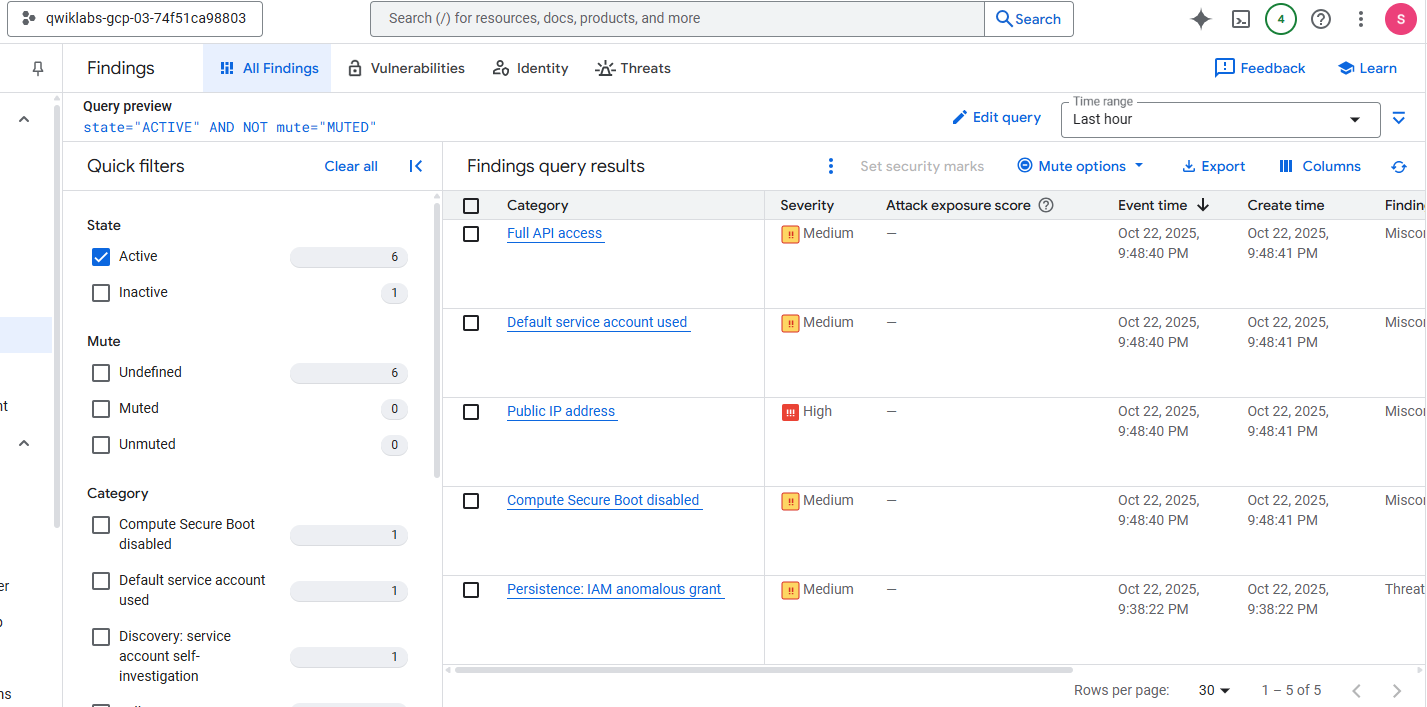 qwiklabs-gcp-03-74f51ca98803
Search (/) for resources, docs, products, and more
Search
4
S
Findings
All Findings
Vulnerabilities
Identity
Threats
Feedback
Learn
Query preview
state="ACTIVE" AND NOT mute="MUTED"
Edit query
Time range
Last hour
Quick filters
Clear all
State
Active 6
Inactive 1
Mute
Undefined 6
Muted 0
Unmuted 0
Category
Compute Secure Boot
disabled 1
Default service account
used 1
Discovery: service
account self-
investigation 1
Findings query results
Set security marks
Mute options
Export
Columns
Category Severity Attack exposure score Event time Create time Findin
Full API access Medium — Oct 22, 2025, Oct 22, 2025, Miscon
9:48:40 PM 9:48:41 PM
Default service account used Medium — Oct 22, 2025, Oct 22, 2025, Miscon
9:48:40 PM 9:48:41 PM
Public IP address High — Oct 22, 2025, Oct 22, 2025, Miscon
9:48:40 PM 9:48:41 PM
Compute Secure Boot disabled Medium — Oct 22, 2025, Oct 22, 2025, Miscon
9:48:40 PM 9:48:41 PM
Persistence: IAM anomalous grant Medium — Oct 22, 2025, Oct 22, 2025, Threat
9:38:22 PM 9:38:22 PM
Rows per page: 30 1 – 5 of 5